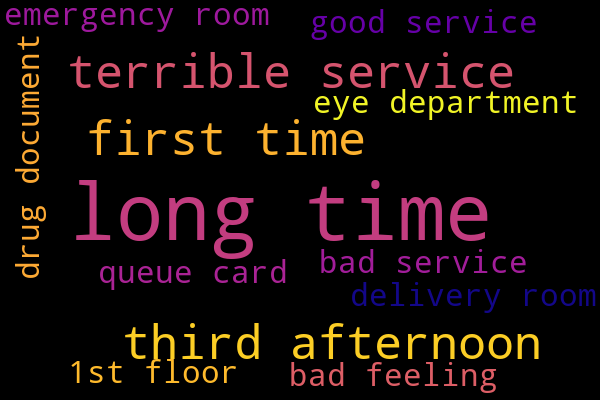 emergency room
good service
terrible service
eye department
drug document
first time
long time
bad service
queue card
delivery room
third afternoon
1st floor
bad feeling